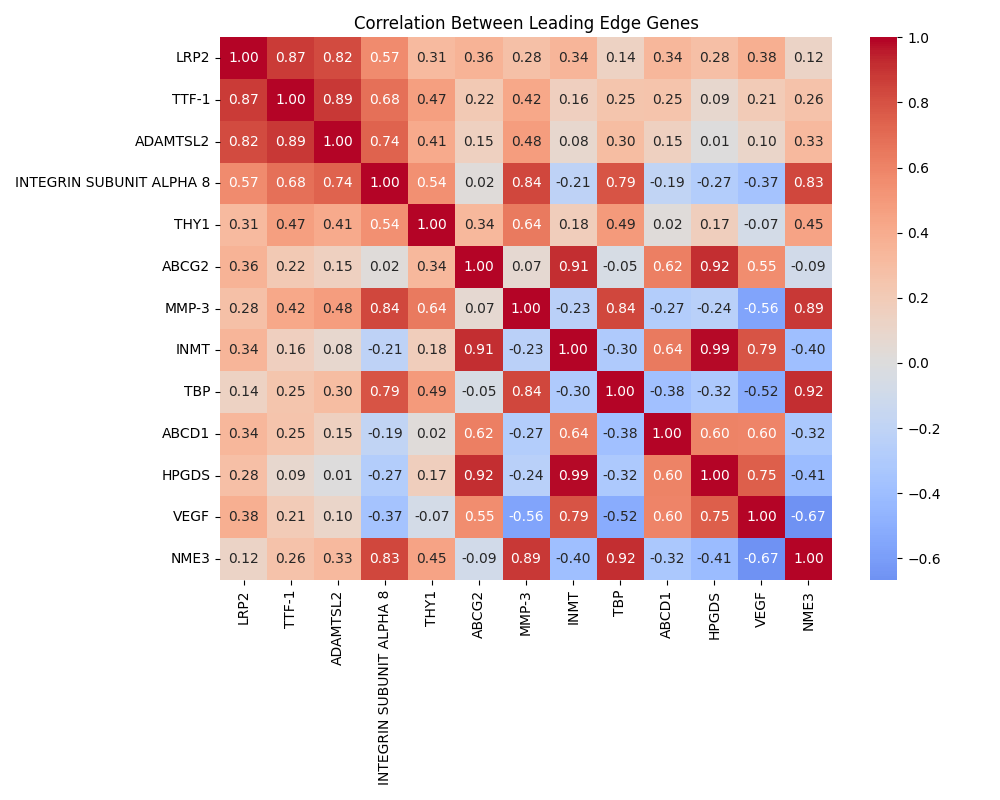 Correlation Between Leading Edge Genes
LRP2 1.00 0.87 0.82 0.57 0.31 0.36 0.28 0.34 0.14 0.34 0.28 0.38 0.12
TTF-1 0.87 1.00 0.89 0.68 0.47 0.22 0.42 0.16 0.25 0.25 0.09 0.21 0.26
ADAMTSL2 0.82 0.89 1.00 0.74 0.41 0.15 0.48 0.08 0.30 0.15 0.01 0.10 0.33
INTEGRIN SUBUNIT ALPHA 8 0.57 0.68 0.74 1.00 0.54 0.02 0.84 -0.21 0.79 -0.19 -0.27 -0.37 0.83
THY1 0.31 0.47 0.41 0.54 1.00 0.34 0.64 0.18 0.49 0.02 0.17 -0.07 0.45
ABCG2 0.36 0.22 0.15 0.02 0.34 1.00 0.07 0.91 -0.05 0.62 0.92 0.55 -0.09
MMP-3 0.28 0.42 0.48 0.84 0.64 0.07 1.00 -0.23 0.84 -0.27 -0.24 -0.56 0.89
INMT 0.34 0.16 0.08 -0.21 0.18 0.91 -0.23 1.00 -0.30 0.64 0.99 0.79 -0.40
TBP 0.14 0.25 0.30 0.79 0.49 -0.05 0.84 -0.30 1.00 -0.38 -0.32 -0.52 0.92
ABCD1 0.34 0.25 0.15 -0.19 0.02 0.62 -0.27 0.64 -0.38 1.00 0.60 0.60 -0.32
HPGDS 0.28 0.09 0.01 -0.27 0.17 0.92 -0.24 0.99 -0.32 0.60 1.00 0.75 -0.41
VEGF 0.38 0.21 0.10 -0.37 -0.07 0.55 -0.56 0.79 -0.52 0.60 0.75 1.00 -0.67
NME3 0.12 0.26 0.33 0.83 0.45 -0.09 0.89 -0.40 0.92 -0.32 -0.41 -0.67 1.00
LRP2
TTF-1
ADAMTSL2
INTEGRIN SUBUNIT ALPHA 8
THY1
ABCG2
MMP-3
INMT
TBP
ABCD1
HPGDS
VEGF
NME3
1.0
0.8
0.6
0.4
0.2
0.0
−0.2
−0.4
−0.6